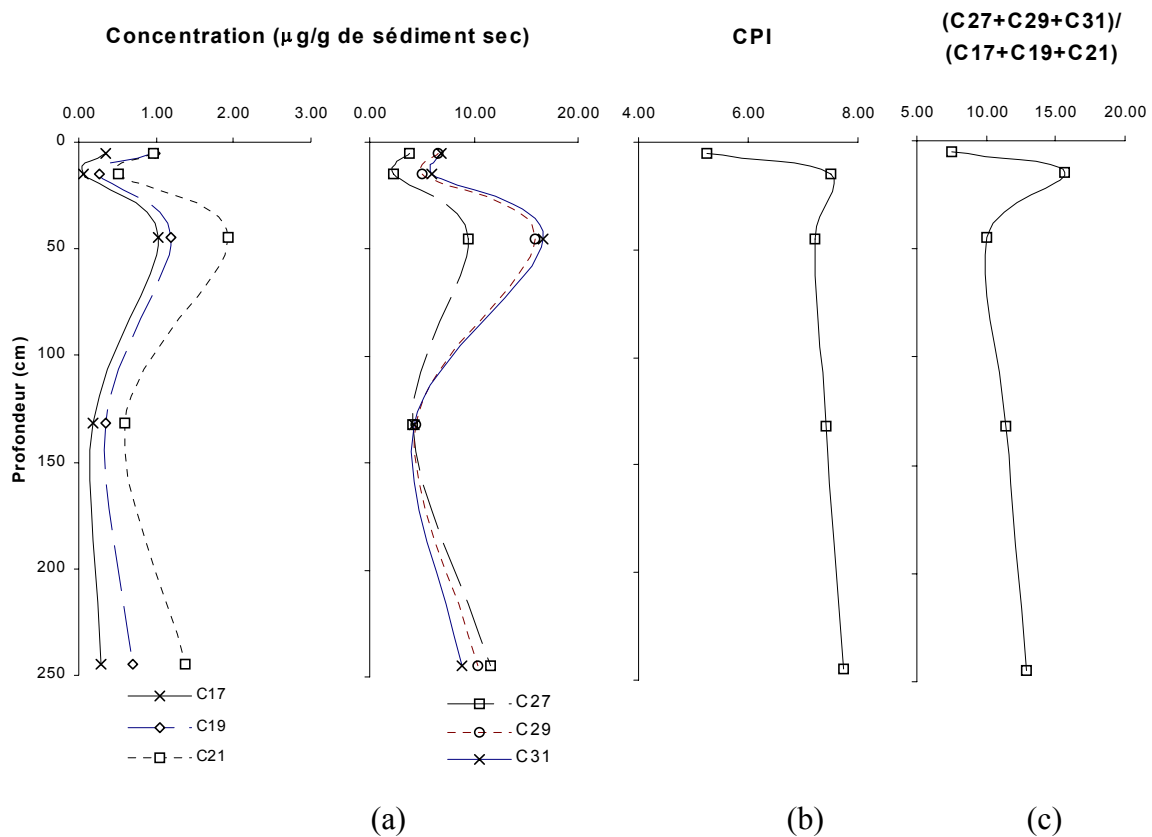 Concentration (µg/g de sédiment sec)
CPI
(C27+C29+C31)/
(C17+C19+C21)
0.00 1.00 2.00 3.00
0.00 10.00 20.00
4.00 6.00 8.00
5.00 10.00 15.00 20.00
0
50
100
150
200
250
Profondeur (cm)
C17
C19
C21
C27
C29
C31
(a)
(b)
(c)